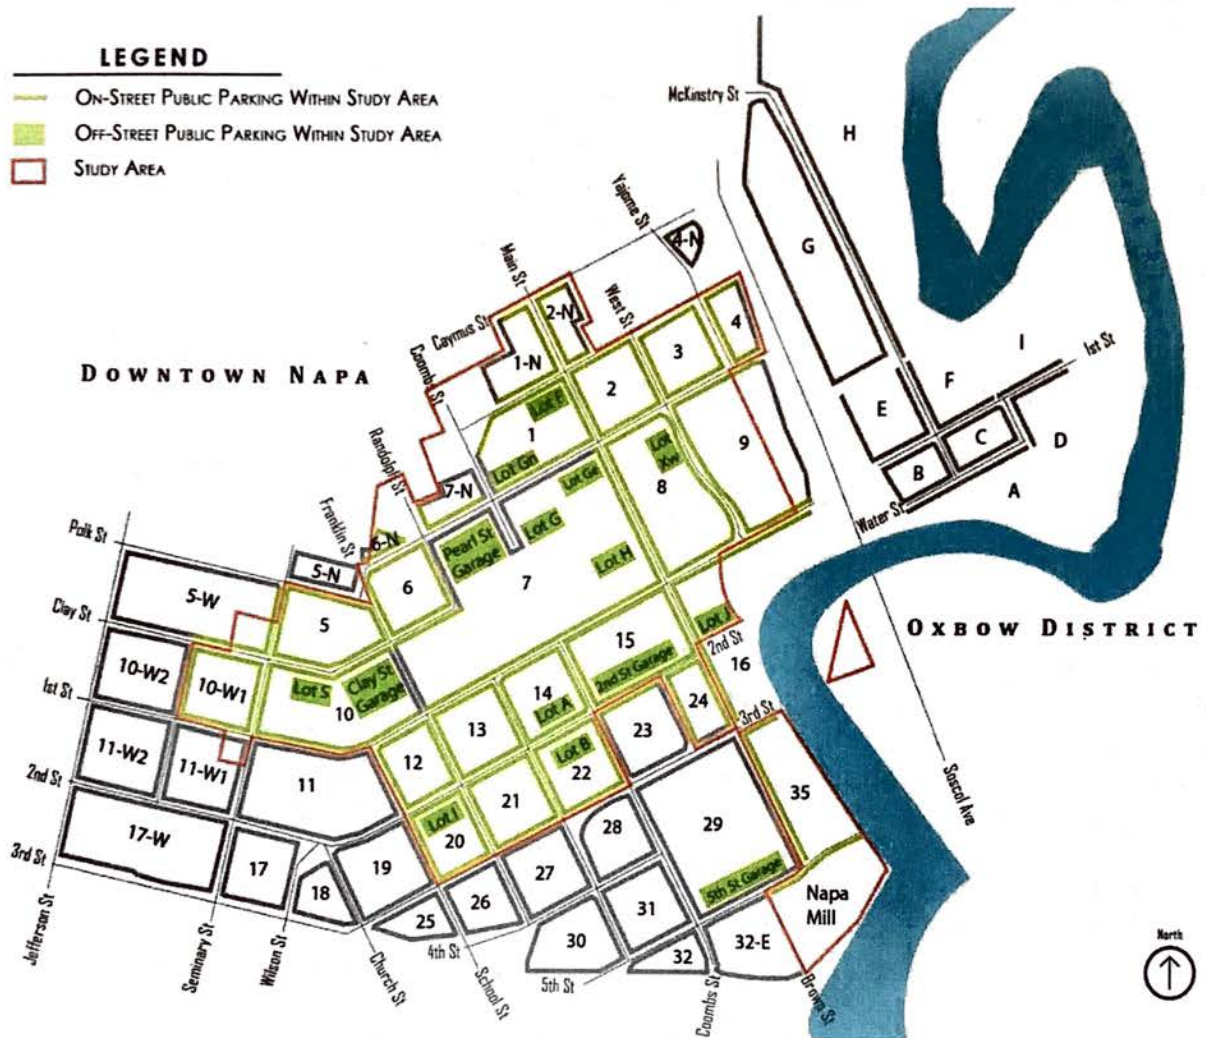 LEGEND
On-Street Public Parking Within Study Area
Off-Street Public Parking Within Study Area
Study Area
McKinstry St
H
Yajome St
4-N
G
Main St
2-N
West St
4
Caymus St
1-N
3
I
1st St
Downtown Napa
Coombs St
2
F
Lot F
1
E
C
D
9
Randolph St
Lot Gn
Lot Xw
B
7-N
Lot Ge
8
A
Water St
Franklin St
Lot G
Polk St
6-N
Pearl St
Garage
Lot H
5-N
6
7
5-W
Clay St
5
Lot J
Oxbow District
15
2nd St
10-W2
10-W1
Lot S
Clay St
Garage
2nd St Garage
16
1st St
10
14
Lot A
24
3rd St
13
23
11-W2
11-W1
12
Lot B
22
2nd St
11
35
Soscol Ave
21
Lot I
20
28
29
17-W
3rd St
17
19
27
5th St Garage
18
26
Napa
Mill
25
31
30
32-E
32
4th St
5th St
Jefferson St
Seminary St
Wilson St
Church St
School St
Coombs St
Brown St
North